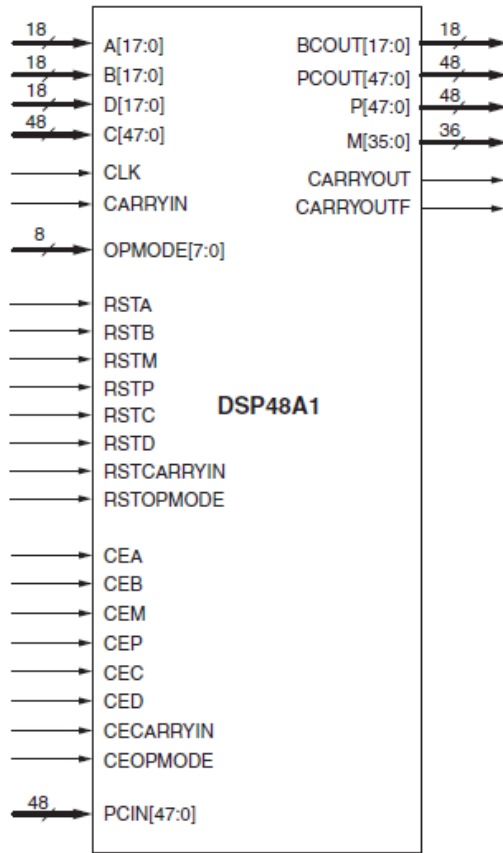 18 A[17:0] BCOUT[17:0] 18
18 B[17:0] PCOUT[47:0] 48
18 D[17:0] P[47:0] 48
48 C[47:0] M[35:0] 36
CLK CARRYOUT
CARRYIN CARRYOUTF
8 OPMODE[7:0]
RSTA
RSTB
RSTM
RSTP
DSP48A1
RSTC
RSTD
RSTCARRYIN
RSTOPMODE
CEA
CEB
CEM
CEP
CEC
CED
CECARRYIN
CEOPMODE
48 PCIN[47:0]